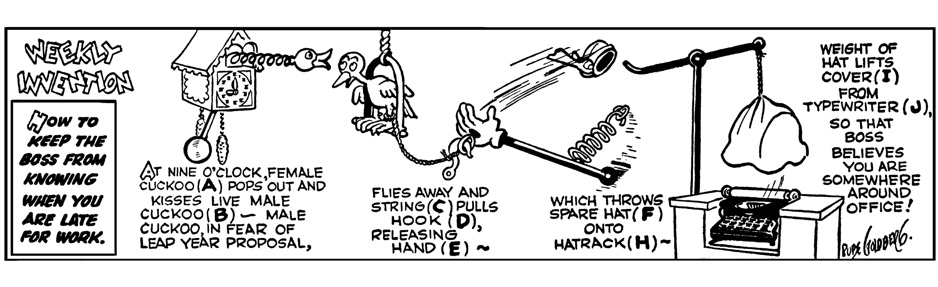 WEEKLY
INVENTION
HOW TO
KEEP THE
BOSS FROM
KNOWING
WHEN YOU
ARE LATE
FOR WORK.
AT NINE O'CLOCK, FEMALE
CUCKOO (A) POPS OUT AND
KISSES LIVE MALE
CUCKOO (B) — MALE
CUCKOO, IN FEAR OF
LEAP YEAR PROPOSAL,
FLIES AWAY AND
STRING (C) PULLS
HOOK (D),
RELEASING
HAND (E) ~
WHICH THROWS
SPARE HAT (F)
ONTO
HATRACK (H) ~
WEIGHT OF
HAT LIFTS
COVER (I)
FROM
TYPEWRITER (J),
SO THAT
BOSS
BELIEVES
YOU ARE
SOMEWHERE
AROUND
OFFICE!
RUBE GOLDBERG.